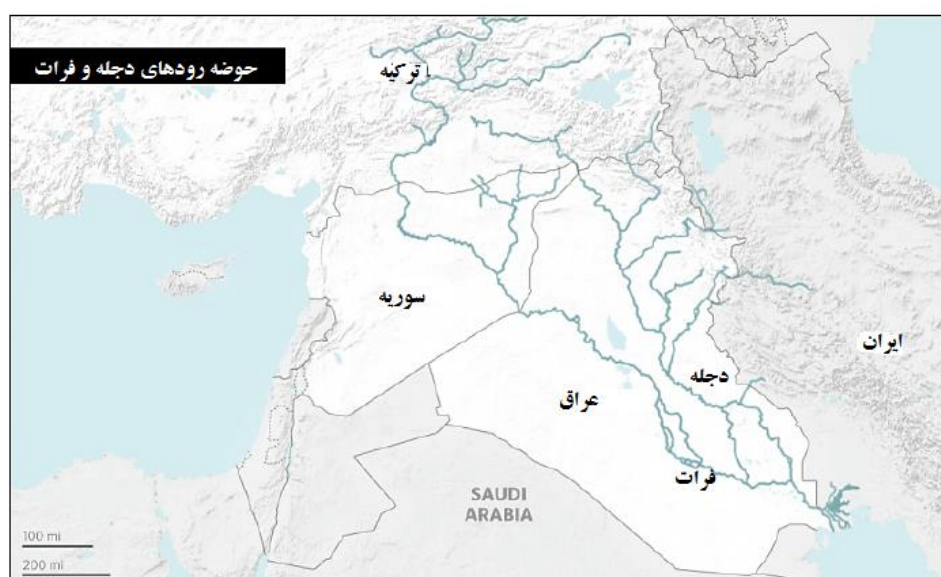 حوضه رودهای دجله و فرات
ترکیه
سوریه
ایران
دجله
عراق
فرات
SAUDI
ARABIA
100 mi
200 mi